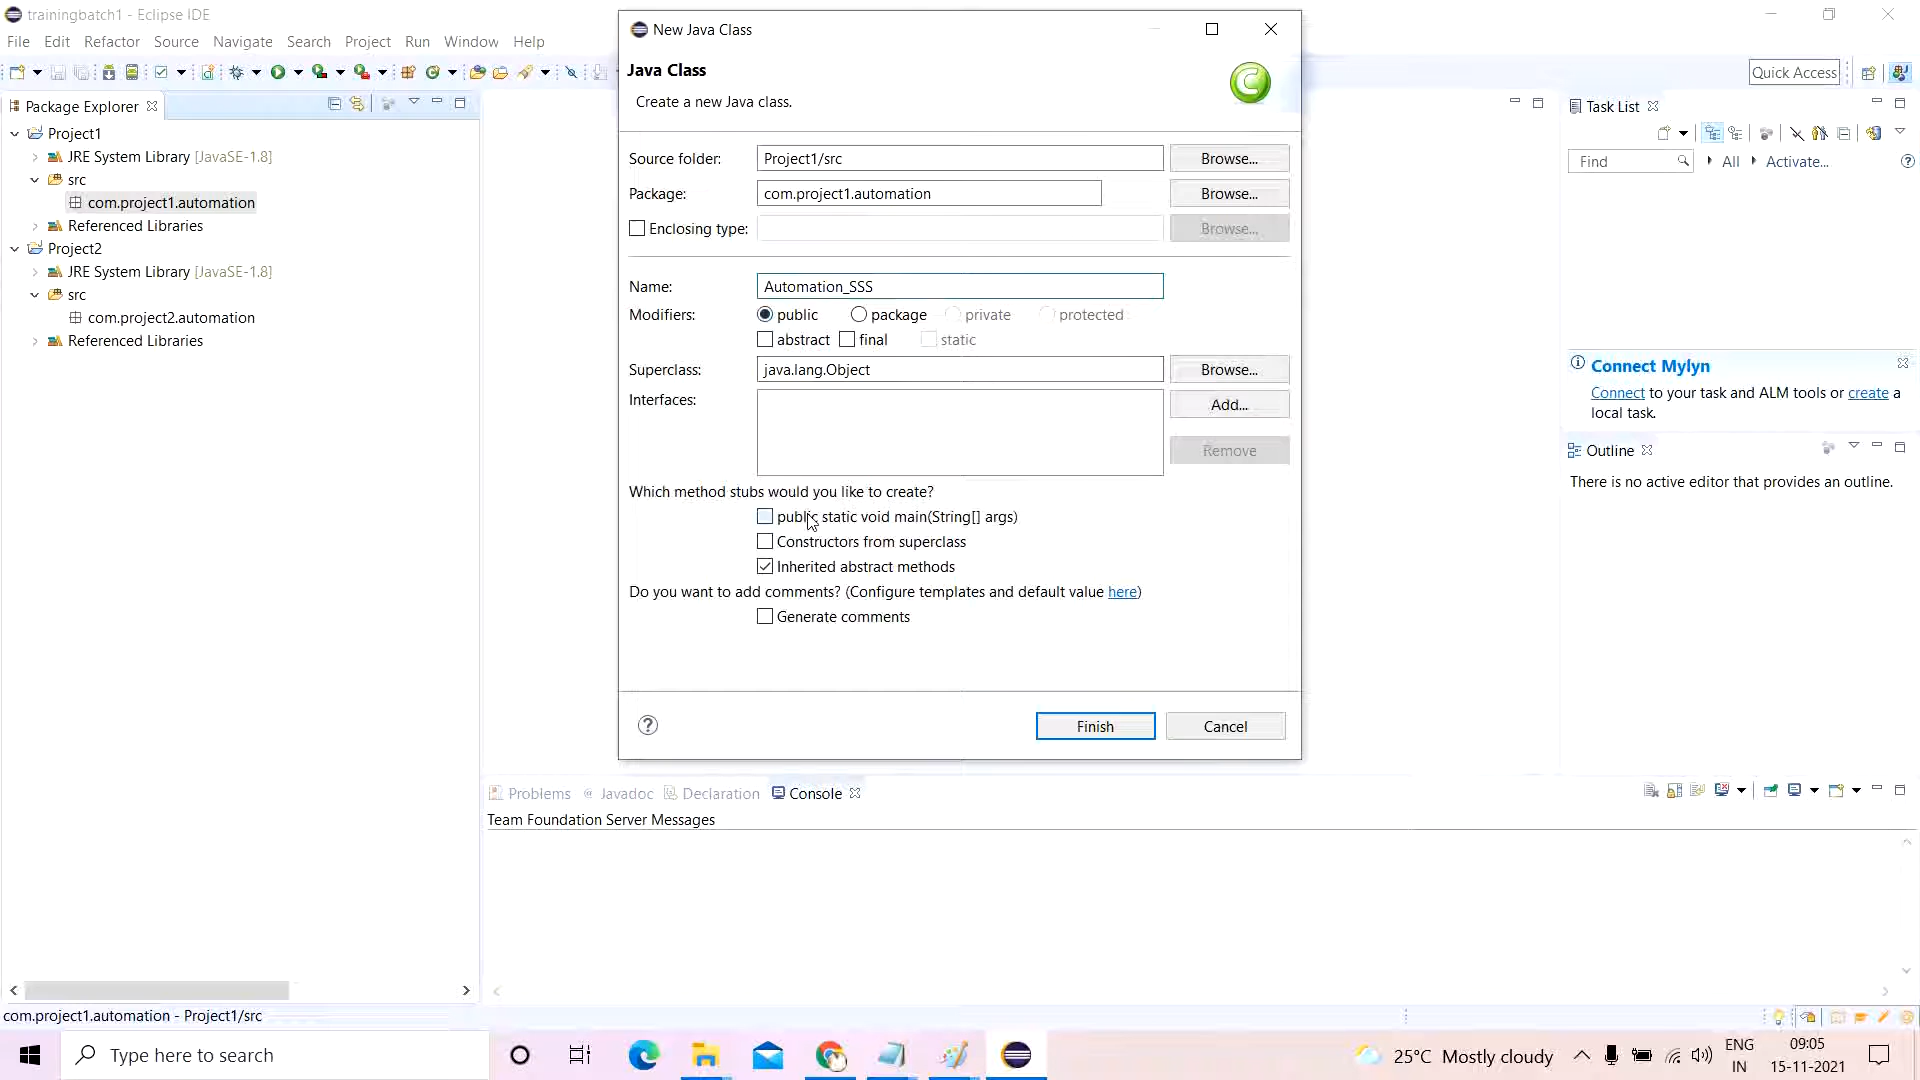 trainingbatch1 - Eclipse IDE
File Edit Refactor Source Navigate Search Project Run Window Help
Quick Access
Package Explorer
Project1
JRE System Library [JavaSE-1.8]
src
com.project1.automation
Referenced Libraries
Project2
JRE System Library [JavaSE-1.8]
src
com.project2.automation
Referenced Libraries
New Java Class
Java Class
Create a new Java class.
Source folder: Project1/src Browse...
Package: com.project1.automation Browse...
Enclosing type: Browse...
Name: Automation_SSS
Modifiers: public package private protected
abstract final static
Superclass: java.lang.Object Browse...
Interfaces: Add...
Remove
Which method stubs would you like to create?
public static void main(String[] args)
Constructors from superclass
Inherited abstract methods
Do you want to add comments? (Configure templates and default value here)
Generate comments
Finish Cancel
Task List
Find All Activate...
Connect Mylyn
Connect to your task and ALM tools or create a
local task.
Outline
There is no active editor that provides an outline.
Problems Javadoc Declaration Console
Team Foundation Server Messages
com.project1.automation - Project1/src
Type here to search
25°C Mostly cloudy
ENG
IN
09:05
15-11-2021